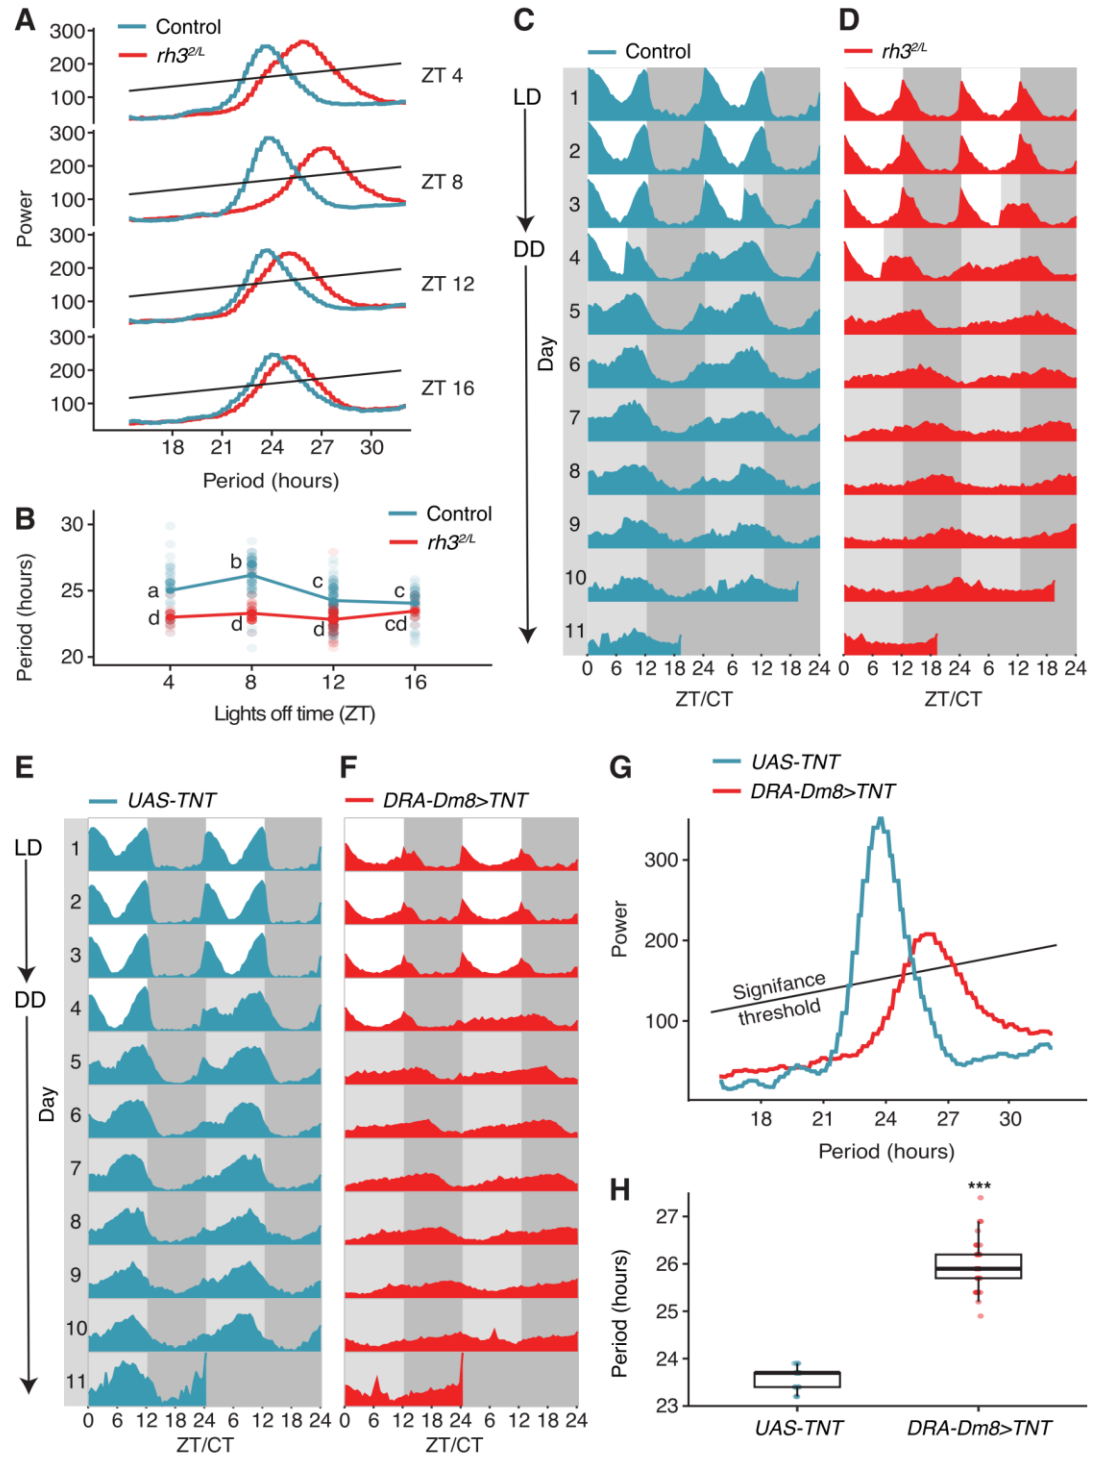 A
Control
rh3²/ᴸ
300
200
100
ZT 4
300
200
100
ZT 8
300
200
100
ZT 12
300
200
100
ZT 16
Power
18 21 24 27 30
Period (hours)
B
Control
rh3²/ᴸ
30
25
20
Period (hours)
a b c c
d d d cd
4 8 12 16
Lights off time (ZT)
C
Control
LD
DD
Day
1
2
3
4
5
6
7
8
9
10
11
0 6 12 18 24 6 12 18 24
ZT/CT
D
rh3²/ᴸ
0 6 12 18 24 6 12 18 24
ZT/CT
E
UAS-TNT
LD
DD
Day
1
2
3
4
5
6
7
8
9
10
11
0 6 12 18 24 6 12 18 24
ZT/CT
F
DRA-Dm8>TNT
0 6 12 18 24 6 12 18 24
ZT/CT
G
UAS-TNT
DRA-Dm8>TNT
300
200
100
Power
Signifance
threshold
18 21 24 27 30
Period (hours)
H
***
27
26
25
24
23
Period (hours)
UAS-TNT DRA-Dm8>TNT